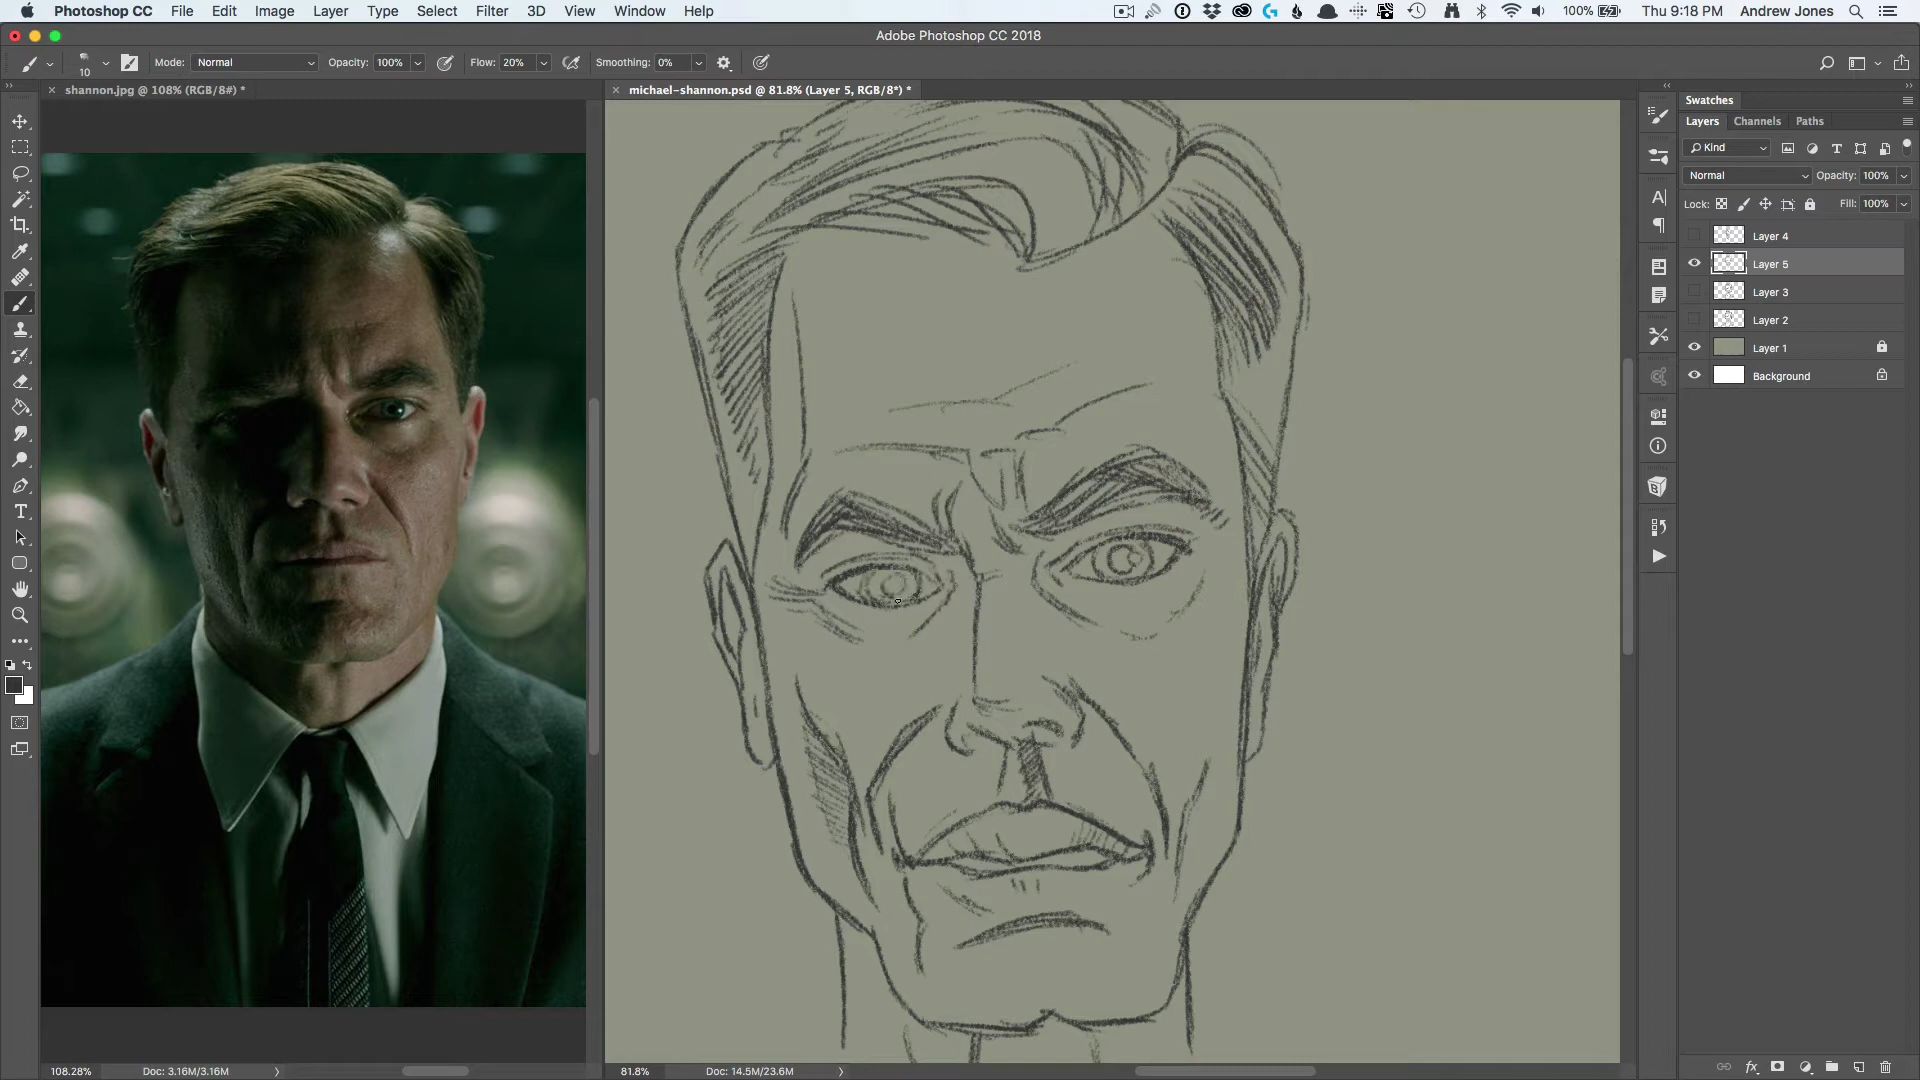 Photoshop CC File Edit Image Layer Type Select Filter 3D View Window Help 100% Thu 9:18 PM Andrew Jones
Adobe Photoshop CC 2018
10 Mode: Normal Opacity: 100% Flow: 20% Smoothing: 0%
shannon.jpg @ 108% (RGB/8#) *
michael-shannon.psd @ 81.8% (Layer 5, RGB/8*) *
Swatches
Layers Channels Paths
Kind
Normal Opacity: 100%
Lock: Fill: 100%
Layer 4
Layer 5
Layer 3
Layer 2
Layer 1
Background
108.28% Doc: 3.16M/3.16M
81.8% Doc: 14.5M/23.6M